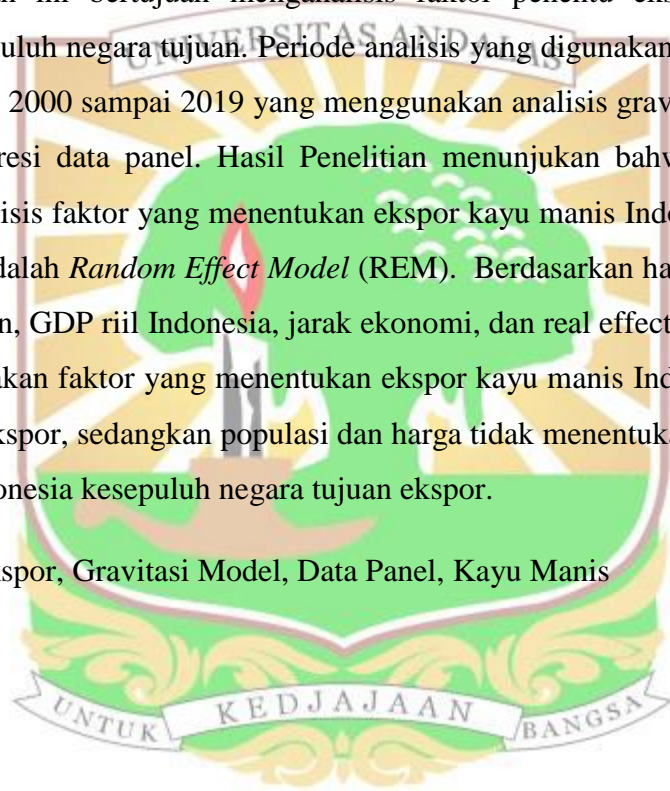 ini bertujuan menganalisis faktor penentu
uluh negara tujuan. Periode analisis yang digunakan
UNIVERSITAS ANDALAS
2000 sampai 2019 yang menggunakan analisis grav
resi data panel. Hasil Penelitian menunjukan bahv
isis faktor yang menentukan ekspor kayu manis Indo
dalah Random Effect Model (REM). Berdasarkan ha
n, GDP riil Indonesia, jarak ekonomi, dan real effect
akan faktor yang menentukan ekspor kayu manis Ind
kspor, sedangkan populasi dan harga tidak menentuka
onesia kesepuluh negara tujuan ekspor.
kspor, Gravitasi Model, Data Panel, Kayu Manis
UNTUK KEDJAJAAN BANGSA